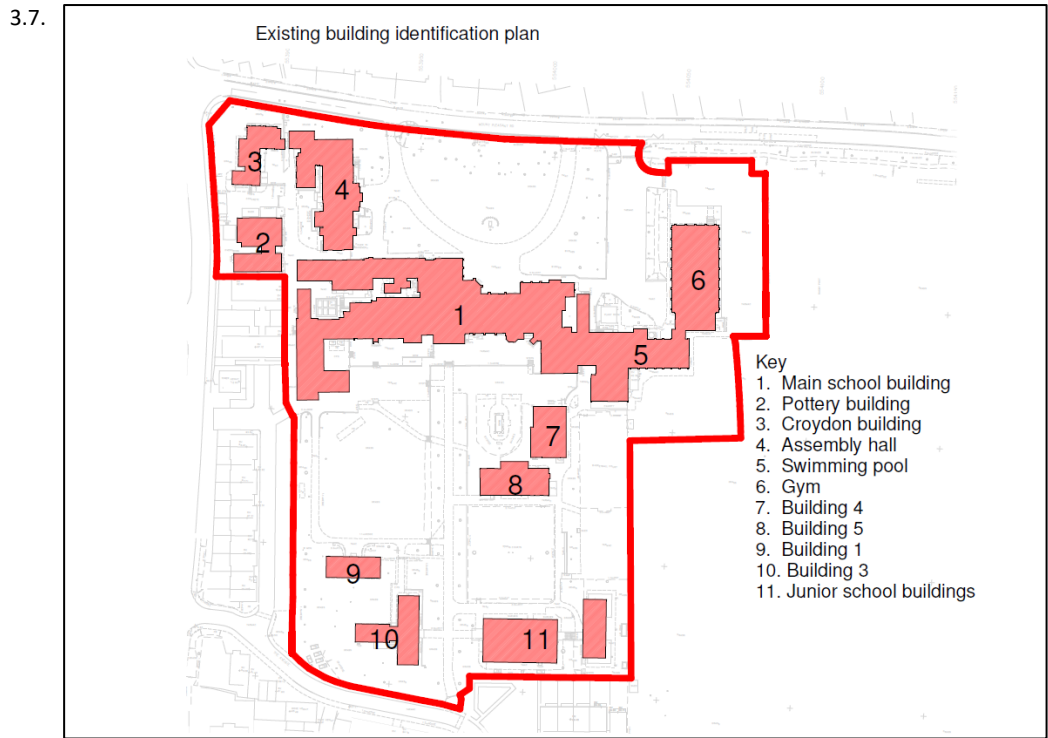 3.7.
Existing building identification plan
3
4
2
6
1
5
Key
1. Main school building
2. Pottery building
3. Croydon building
4. Assembly hall
5. Swimming pool
6. Gym
7. Building 4
8. Building 5
9. Building 1
10. Building 3
11. Junior school buildings
7
8
9
10
11